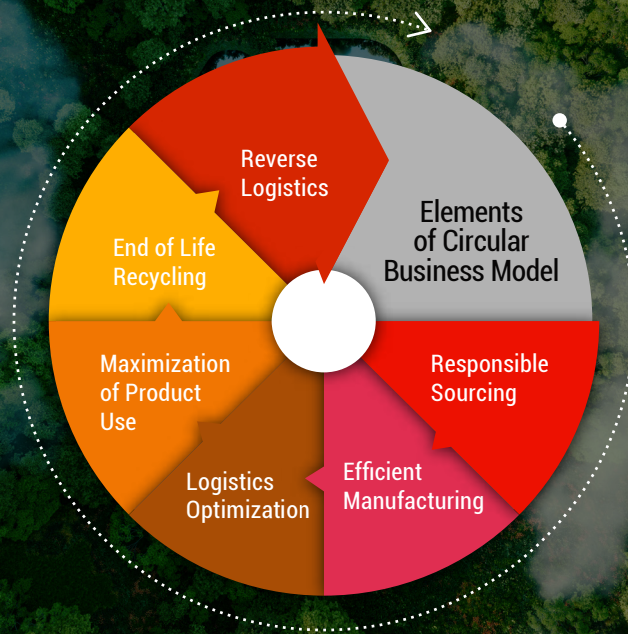 Elements
of Circular
Business Model
Responsible
Sourcing
Efficient
Manufacturing
Logistics
Optimization
Maximization
of Product
Use
End of Life
Recycling
Reverse
Logistics